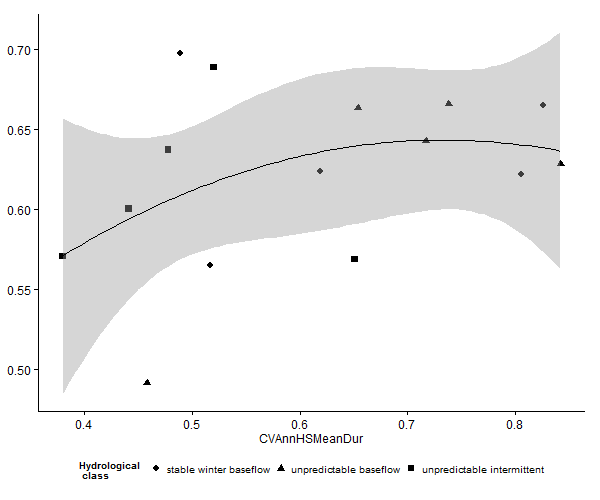 0.70
0.65
0.60
0.55
0.50
0.4 0.5 0.6 0.7 0.8
CVAnnHSMeanDur
Hydrological
class
stable winter baseflow unpredictable baseflow unpredictable intermittent